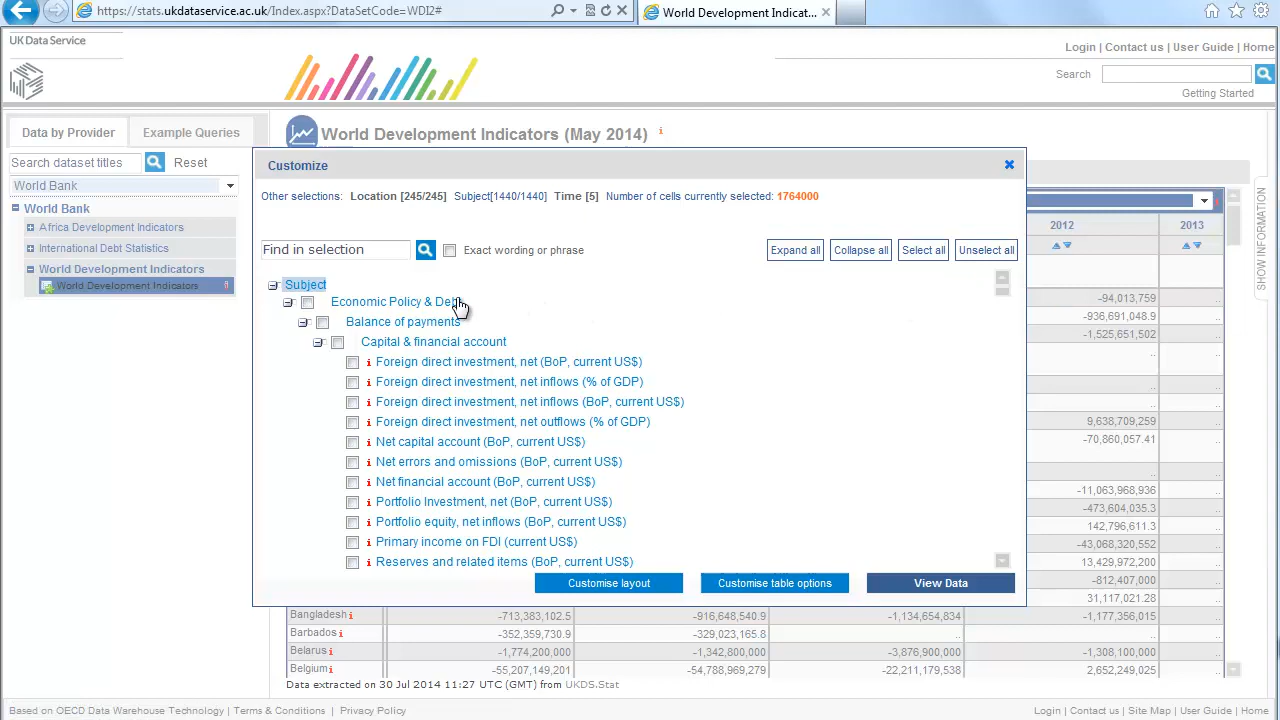 https://stats.ukdataservice.ac.uk/Index.aspx?DataSetCode=WDI2#
World Development Indicat...
UK Data Service
Login | Contact us | User Guide | Home
Search
Getting Started
Data by Provider
Example Queries
World Development Indicators (May 2014) i
Search dataset titles
Reset
World Bank
World Bank
Africa Development Indicators
International Debt Statistics
World Development Indicators
World Development Indicators i
Customize
Other selections: Location [245/245] Subject[1440/1440] Time [5] Number of cells currently selected: 1764000
Find in selection
Exact wording or phrase
Expand all
Collapse all
Select all
Unselect all
Subject
Economic Policy & Deb
Balance of payments
Capital & financial account
i Foreign direct investment, net (BoP, current US$)
i Foreign direct investment, net inflows (% of GDP)
i Foreign direct investment, net inflows (BoP, current US$)
i Foreign direct investment, net outflows (% of GDP)
i Net capital account (BoP, current US$)
i Net errors and omissions (BoP, current US$)
i Net financial account (BoP, current US$)
i Portfolio Investment, net (BoP, current US$)
i Portfolio equity, net inflows (BoP, current US$)
i Primary income on FDI (current US$)
i Reserves and related items (BoP, current US$)
Customise layout
Customise table options
View Data
SHOW INFORMATION
2012 2013
..
-94,013,759 ..
-936,691,048.9 ..
-1,525,651,502 ..
.. ..
..
9,638,709,259 ..
-70,860,057.41 ..
..
-11,063,968,936 ..
-473,604,035.3 ..
142,796,611.3 ..
-43,068,320,552 ..
13,429,972,200 ..
-812,407,000 ..
31,117,021.28 ..
Bangladesh i -713,383,102.5 -916,648,540.9 -1,134,654,834 -1,177,356,015 ..
Barbados i -352,359,730.9 -329,023,165.8 .. .. ..
Belarus i -1,774,200,000 -1,342,800,000 -3,876,900,000 -1,308,100,000 ..
Belgium i -55,207,149,201 -54,788,969,279 -22,211,179,538 2,652,249,025 ..
Data extracted on 30 Jul 2014 11:27 UTC (GMT) from UKDS.Stat
Based on OECD Data Warehouse Technology | Terms & Conditions | Privacy Policy
Login | Contact us | Site Map | User Guide | Home